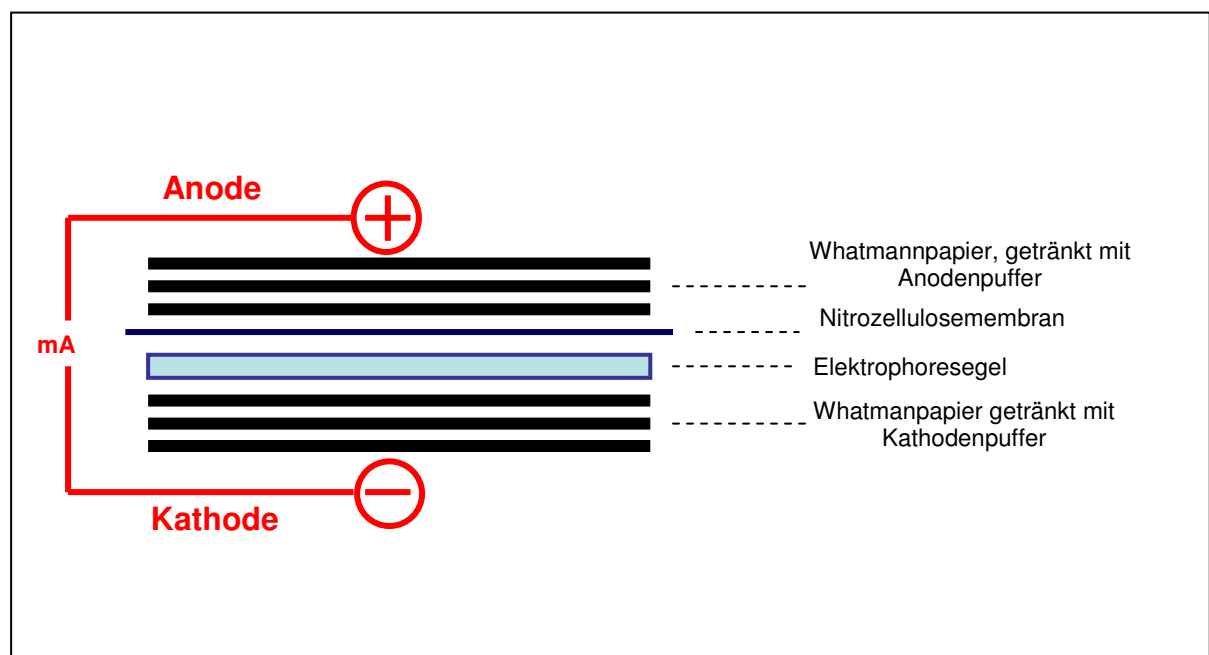 Anode
Whatmannpapier, getränkt mit
Anodenpuffer
Nitrozellulosemembran
mA
Elektrophoresegel
Whatmanpapier getränkt mit
Kathodenpuffer
Kathode